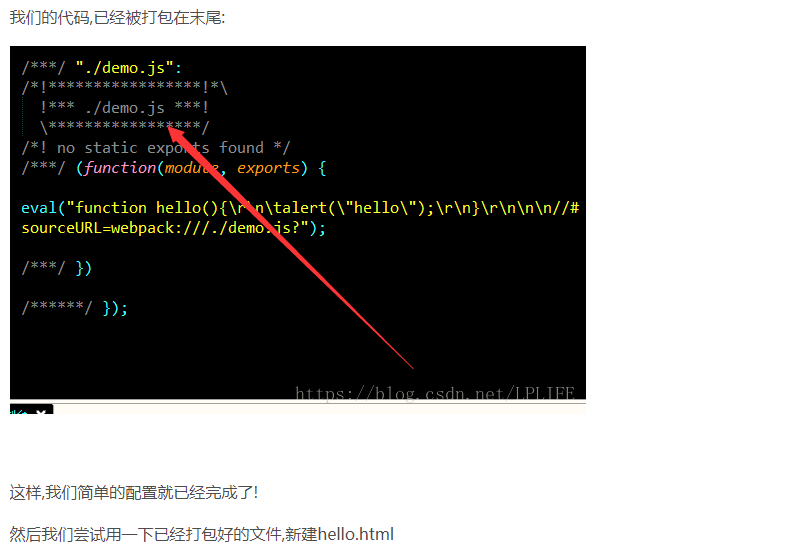 我们的代码,已经被打包在末尾:
/***/ "./demo.js":
/*!*****************!*\
!*** ./demo.js ***!
\*****************/
/*! no static exports found */
/***/ (function(module, exports) {
eval("function hello(){\r\n\talert(\"hello\");\r\n}\r\n\n\n//#
sourceURL=webpack:///./demo.js?");
/***/ })
/******/ });
https://blog.csdn.net/LPLIFE
这样,我们简单的配置就已经完成了!
然后我们尝试用一下已经打包好的文件,新建hello.html